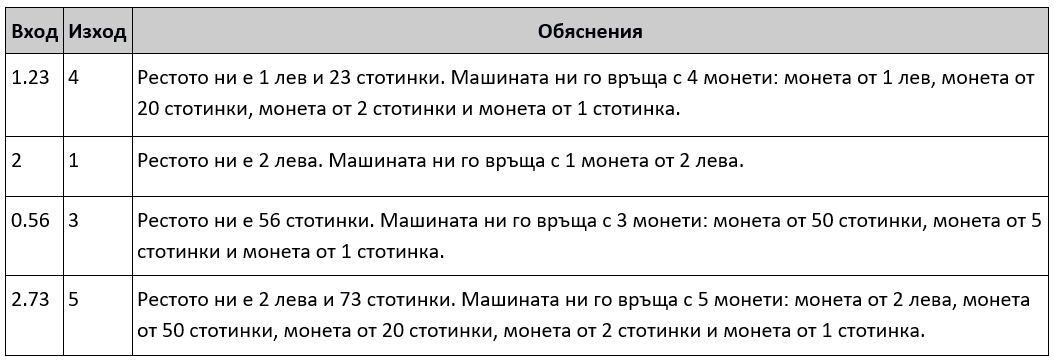 Вход Изход Обяснения
1.23 4 Рестото ни е 1 лев и 23 стотинки. Машината ни го връща с 4 монети: монета от 1 лев, монета от
20 стотинки, монета от 2 стотинки и монета от 1 стотинка.
2 1 Рестото ни е 2 лева. Машината ни го връща с 1 монета от 2 лева.
0.56 3 Рестото ни е 56 стотинки. Машината ни го връща с 3 монети: монета от 50 стотинки, монета от 5
стотинки и монета от 1 стотинка.
2.73 5 Рестото ни е 2 лева и 73 стотинки. Машината ни го връща с 5 монети: монета от 2 лева, монета
от 50 стотинки, монета от 20 стотинки, монета от 2 стотинки и монета от 1 стотинка.